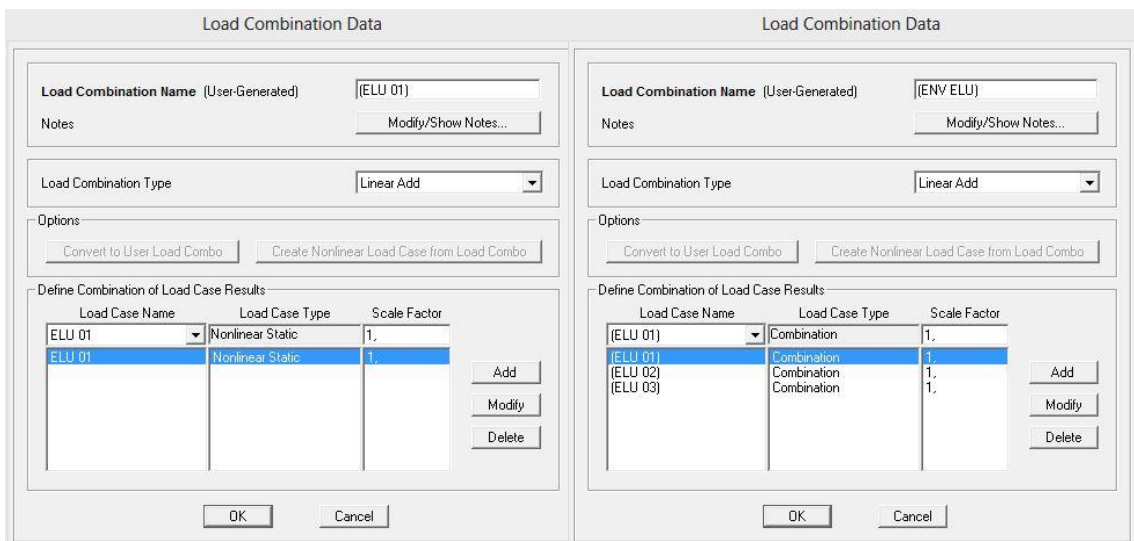 Load Combination Data
Load Combination Name (User-Generated) (ELU 01)
Notes Modify/Show Notes...
Load Combination Type Linear Add
Options
Convert to User Load Combo Create Nonlinear Load Case from Load Combo
Define Combination of Load Case Results
Load Case Name Load Case Type Scale Factor
ELU 01 Nonlinear Static 1,
ELU 01 Nonlinear Static 1,
Add
Modify
Delete
OK Cancel
Load Combination Data
Load Combination Name (User-Generated) (ENV ELU)
Notes Modify/Show Notes...
Load Combination Type Linear Add
Options
Convert to User Load Combo Create Nonlinear Load Case from Load Combo
Define Combination of Load Case Results
Load Case Name Load Case Type Scale Factor
(ELU 01) Combination 1,
(ELU 01) Combination 1,
(ELU 02) Combination 1,
(ELU 03) Combination 1,
Add
Modify
Delete
OK Cancel